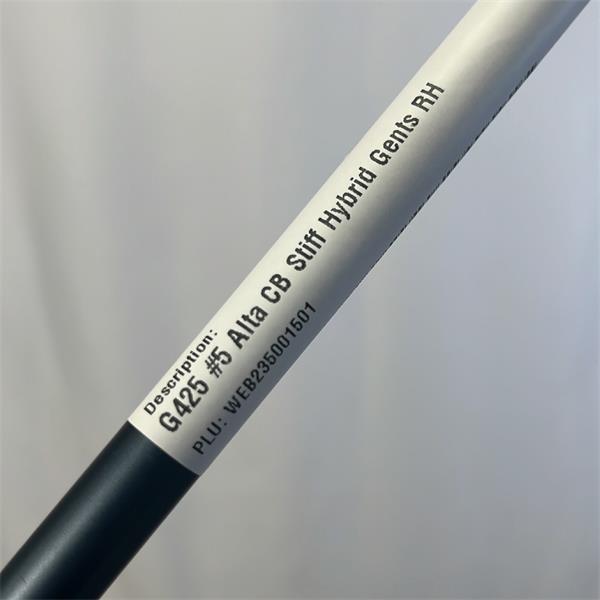 Description:
G425 #5 Alta CB Stiff Hybrid Gents RH
PLU: WEB235001501